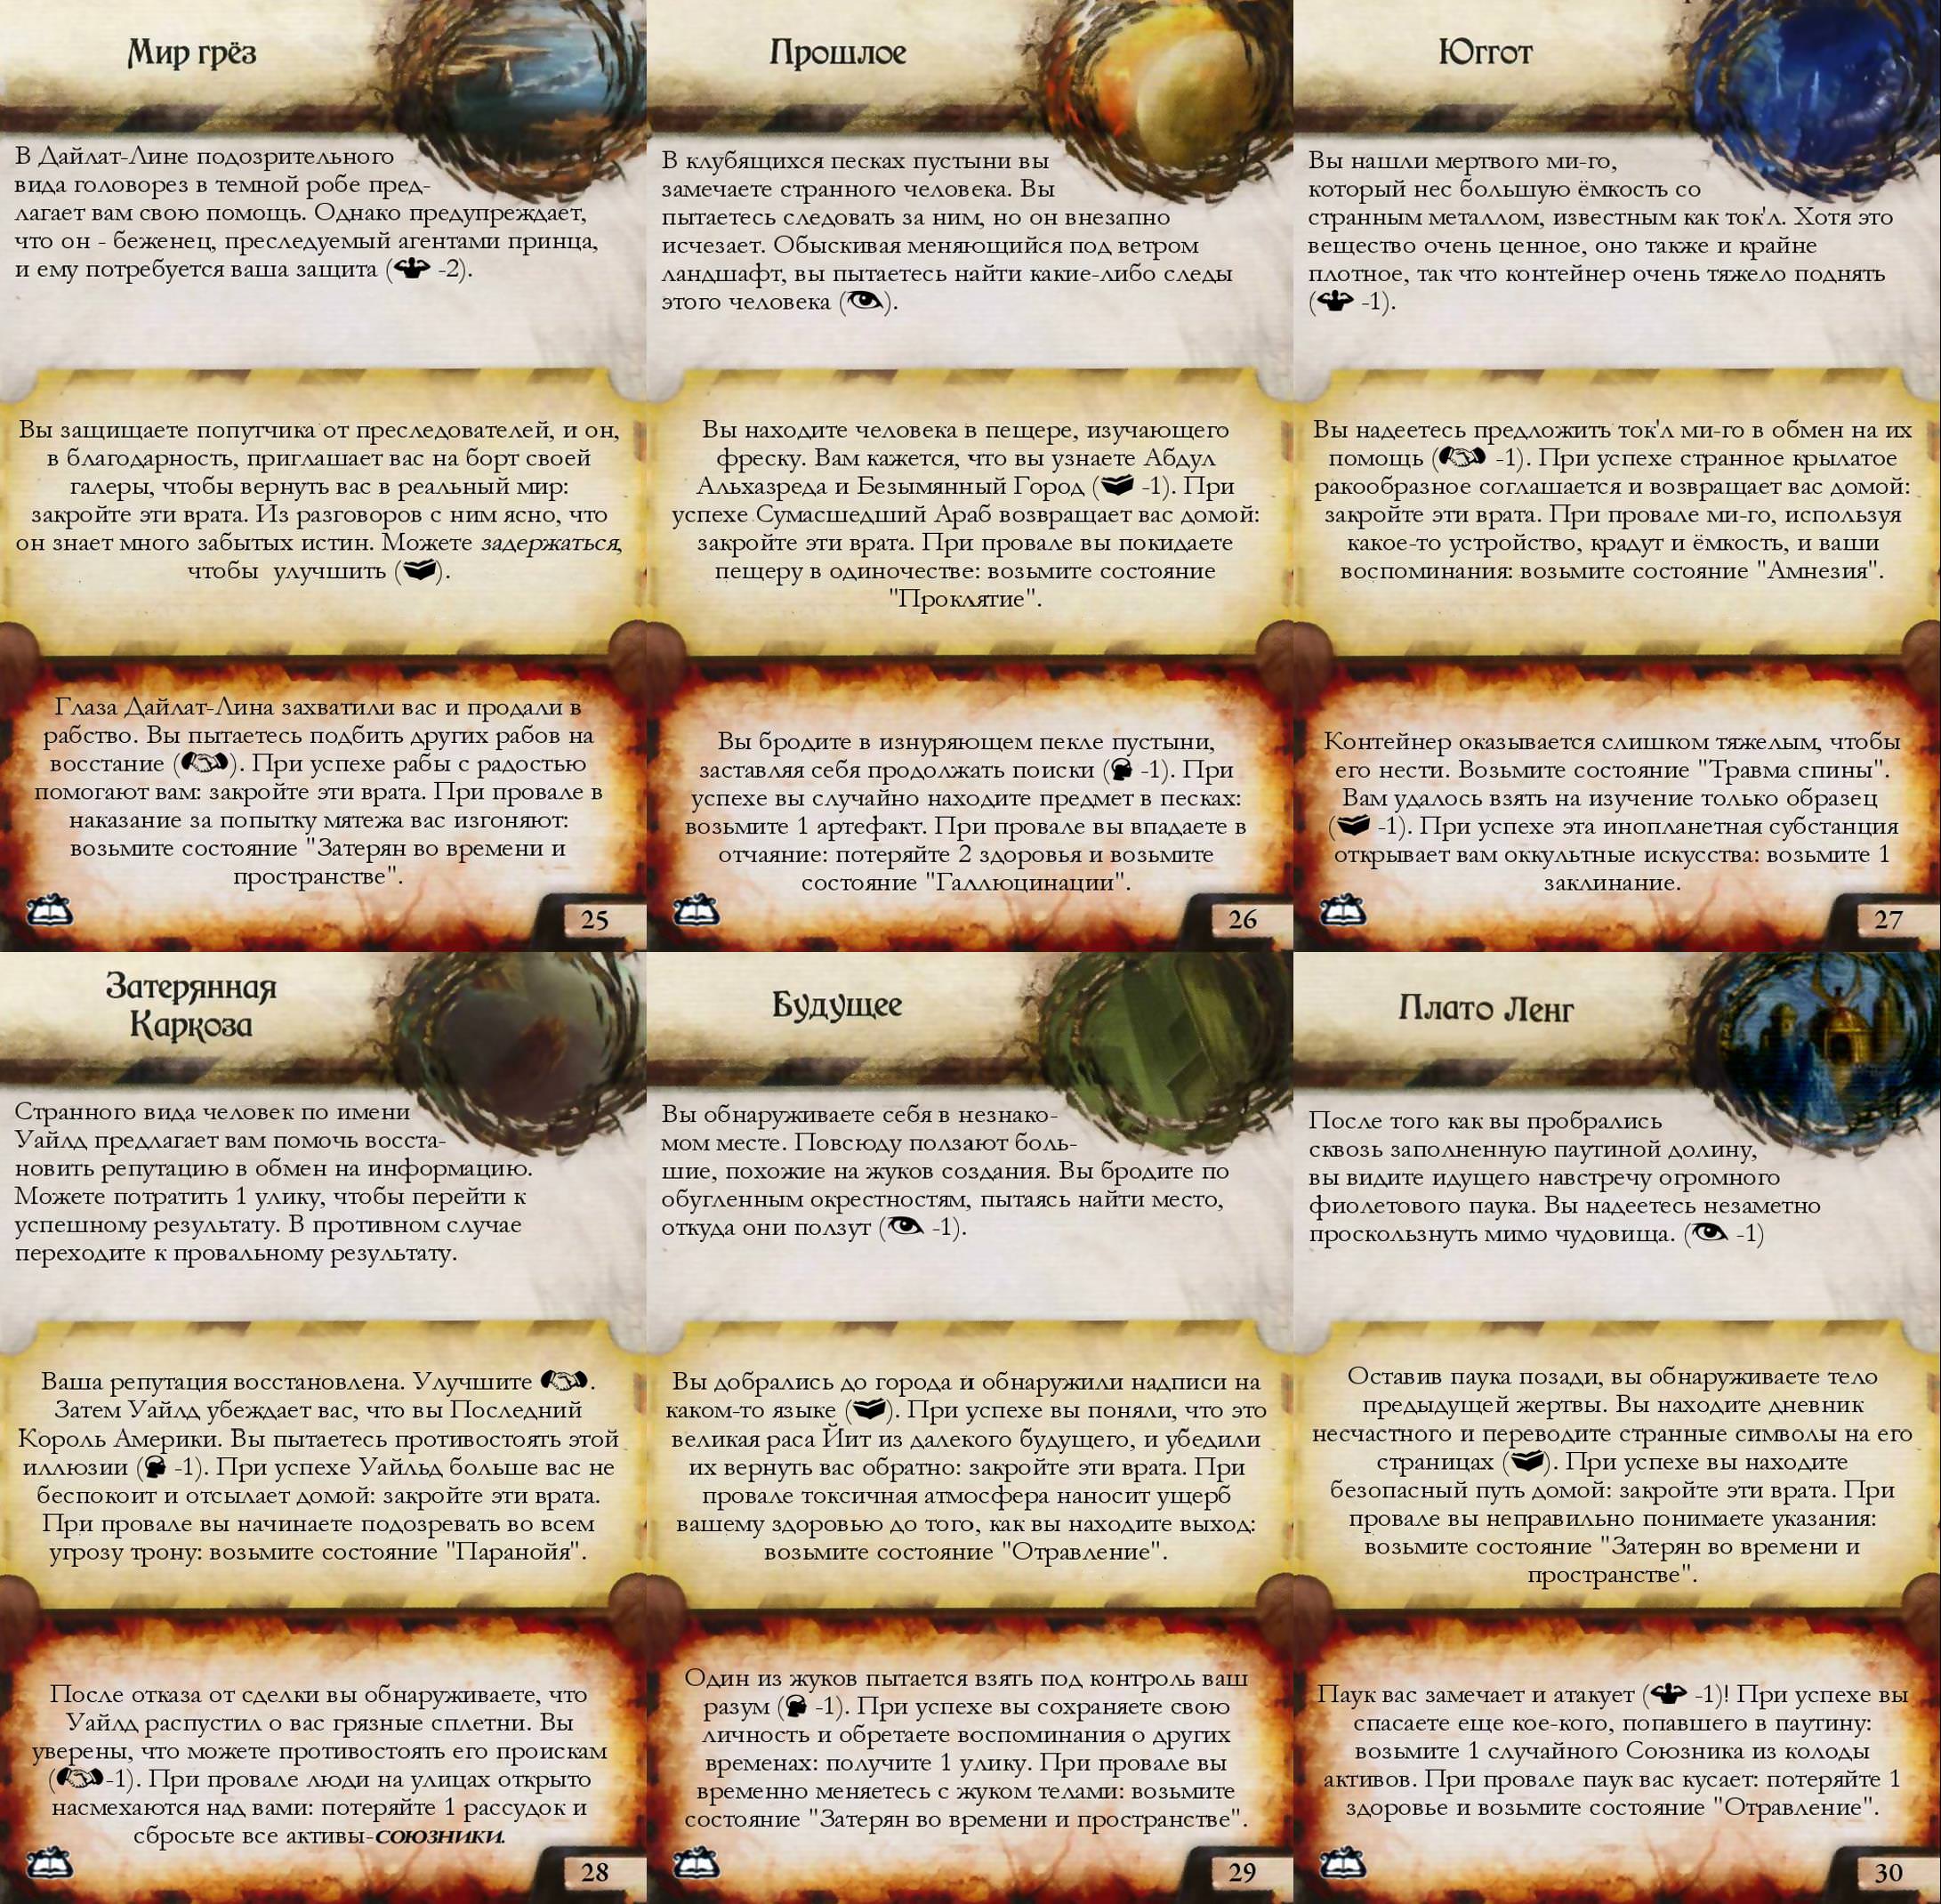 Мир грёз
В Дайлат-Лине подозрительного
вида головорез в темной робе пред-
лагает вам свою помощь. Однако предупреждает,
что он - беженец, преследуемый агентами принца,
и ему потребуется ваша защита ( -2).
Вы защищаете попутчика от преследователей, и он,
в благодарность, приглашает вас на борт своей
галеры, чтобы вернуть вас в реальный мир:
закройте эти врата. Из разговоров с ним ясно, что
он знает много забытых истин. Можете задержаться,
чтобы улучшить ( ).
Глаза Дайлат-Лина захватили вас и продали в
рабство. Вы пытаетесь подбить других рабов на
восстание ( ). При успехе рабы с радостью
помогают вам: закройте эти врата. При провале в
наказание за попытку мятежа вас изгоняют:
возьмите состояние "Затерян во времени и
пространстве".
25
Прошлое
В клубящихся песках пустыни вы
замечаете странного человека. Вы
пытаетесь следовать за ним, но он внезапно
исчезает. Обыскивая меняющийся под ветром
ландшафт, вы пытаетесь найти какие-либо следы
этого человека ( ).
Вы находите человека в пещере, изучающего
фреску. Вам кажется, что вы узнаете Абдул
Альхазреда и Безымянный Город ( -1). При
успехе Сумасшедший Араб возвращает вас домой:
закройте эти врата. При провале вы покидаете
пещеру в одиночестве: возьмите состояние
"Проклятие".
Вы бродите в изнуряющем пекле пустыни,
заставляя себя продолжать поиски ( -1). При
успехе вы случайно находите предмет в песках:
возьмите 1 артефакт. При провале вы впадаете в
отчаяние: потеряйте 2 здоровья и возьмите
состояние "Галлюцинации".
26
Юггот
Вы нашли мертвого ми-го,
который нес большую ёмкость со
странным металлом, известным как ток'л. Хотя это
вещество очень ценное, оно также и крайне
плотное, так что контейнер очень тяжело поднять
( -1).
Вы надеетесь предложить ток'л ми-го в обмен на их
помощь ( -1). При успехе странное крылатое
ракообразное соглашается и возвращает вас домой:
закройте эти врата. При провале ми-го, используя
какое-то устройство, крадут и ёмкость, и ваши
воспоминания: возьмите состояние "Амнезия".
Контейнер оказывается слишком тяжелым, чтобы
его нести. Возьмите состояние "Травма спины".
Вам удалось взять на изучение только образец
( -1). При успехе эта инопланетная субстанция
открывает вам оккультные искусства: возьмите 1
заклинание.
27
Затерянная
Каркоза
Странного вида человек по имени
Уайлд предлагает вам помочь восста-
новить репутацию в обмен на информацию.
Можете потратить 1 улику, чтобы перейти к
успешному результату. В противном случае
переходите к провальному результату.
Ваша репутация восстановлена. Улучшите .
Затем Уайлд убеждает вас, что вы Последний
Король Америки. Вы пытаетесь противостоять этой
иллюзии ( -1). При успехе Уайльд больше вас не
беспокоит и отсылает домой: закройте эти врата.
При провале вы начинаете подозревать во всем
угрозу трону: возьмите состояние "Паранойя".
После отказа от сделки вы обнаруживаете, что
Уайлд распустил о вас грязные сплетни. Вы
уверены, что можете противостоять его проискам
( -1). При провале люди на улицах открыто
насмехаются над вами: потеряйте 1 рассудок и
сбросьте все активы-СОЮЗНИКИ.
28
Будущее
Вы обнаруживаете себя в незнако-
мом месте. Повсюду ползают боль-
шие, похожие на жуков создания. Вы бродите по
обугленным окрестностям, пытаясь найти место,
откуда они ползут ( -1).
Вы добрались до города и обнаружили надписи на
каком-то языке ( ). При успехе вы поняли, что это
великая раса Йит из далекого будущего, и убедили
их вернуть вас обратно: закройте эти врата. При
провале токсичная атмосфера наносит ущерб
вашему здоровью до того, как вы находите выход:
возьмите состояние "Отравление".
Один из жуков пытается взять под контроль ваш
разум ( -1). При успехе вы сохраняете свою
личность и обретаете воспоминания о других
временах: получите 1 улику. При провале вы
временно меняетесь с жуком телами: возьмите
состояние "Затерян во времени и пространстве".
29
Плато Ленг
После того как вы пробрались
сквозь заполненную паутиной долину,
вы видите идущего навстречу огромного
фиолетового паука. Вы надеетесь незаметно
проскользнуть мимо чудовища. ( -1)
Оставив паука позади, вы обнаруживаете тело
предыдущей жертвы. Вы находите дневник
несчастного и переводите странные символы на его
страницах ( ). При успехе вы находите
безопасный путь домой: закройте эти врата. При
провале вы неправильно понимаете указания:
возьмите состояние "Затерян во времени и
пространстве".
Паук вас замечает и атакует ( -1)! При успехе вы
спасаете еще кое-кого, попавшего в паутину:
возьмите 1 случайного Союзника из колоды
активов. При провале паук вас кусает: потеряйте 1
здоровье и возьмите состояние "Отравление".
30